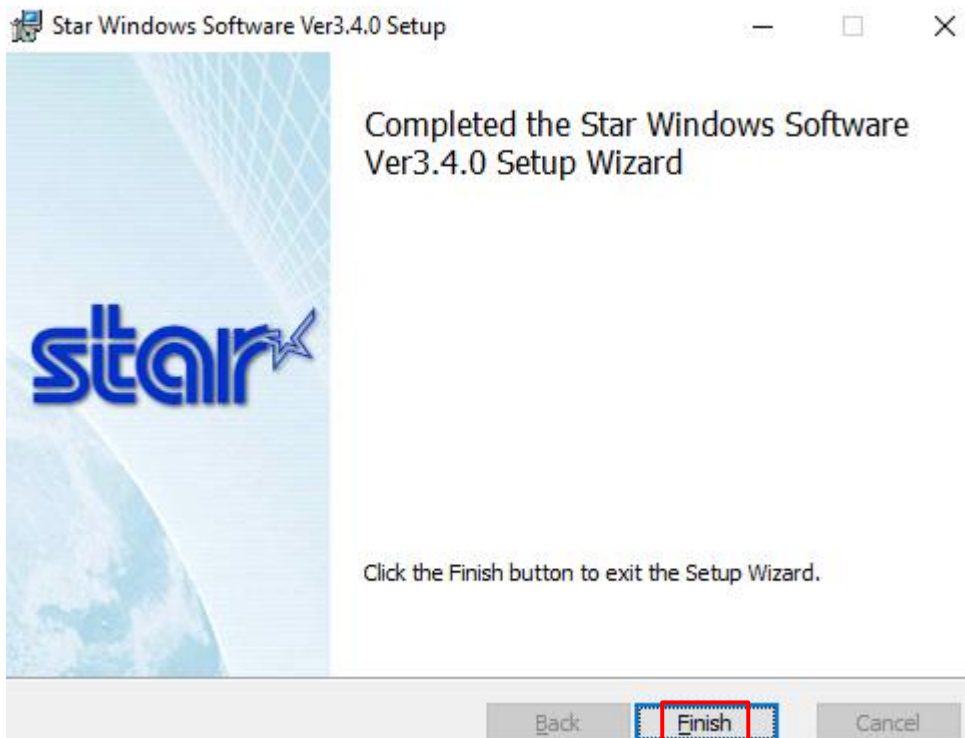 Star Windows Software Ver3.4.0 Setup
Completed the Star Windows Software
Ver3.4.0 Setup Wizard
star
Click the Finish button to exit the Setup Wizard.
Back
Finish
Cancel